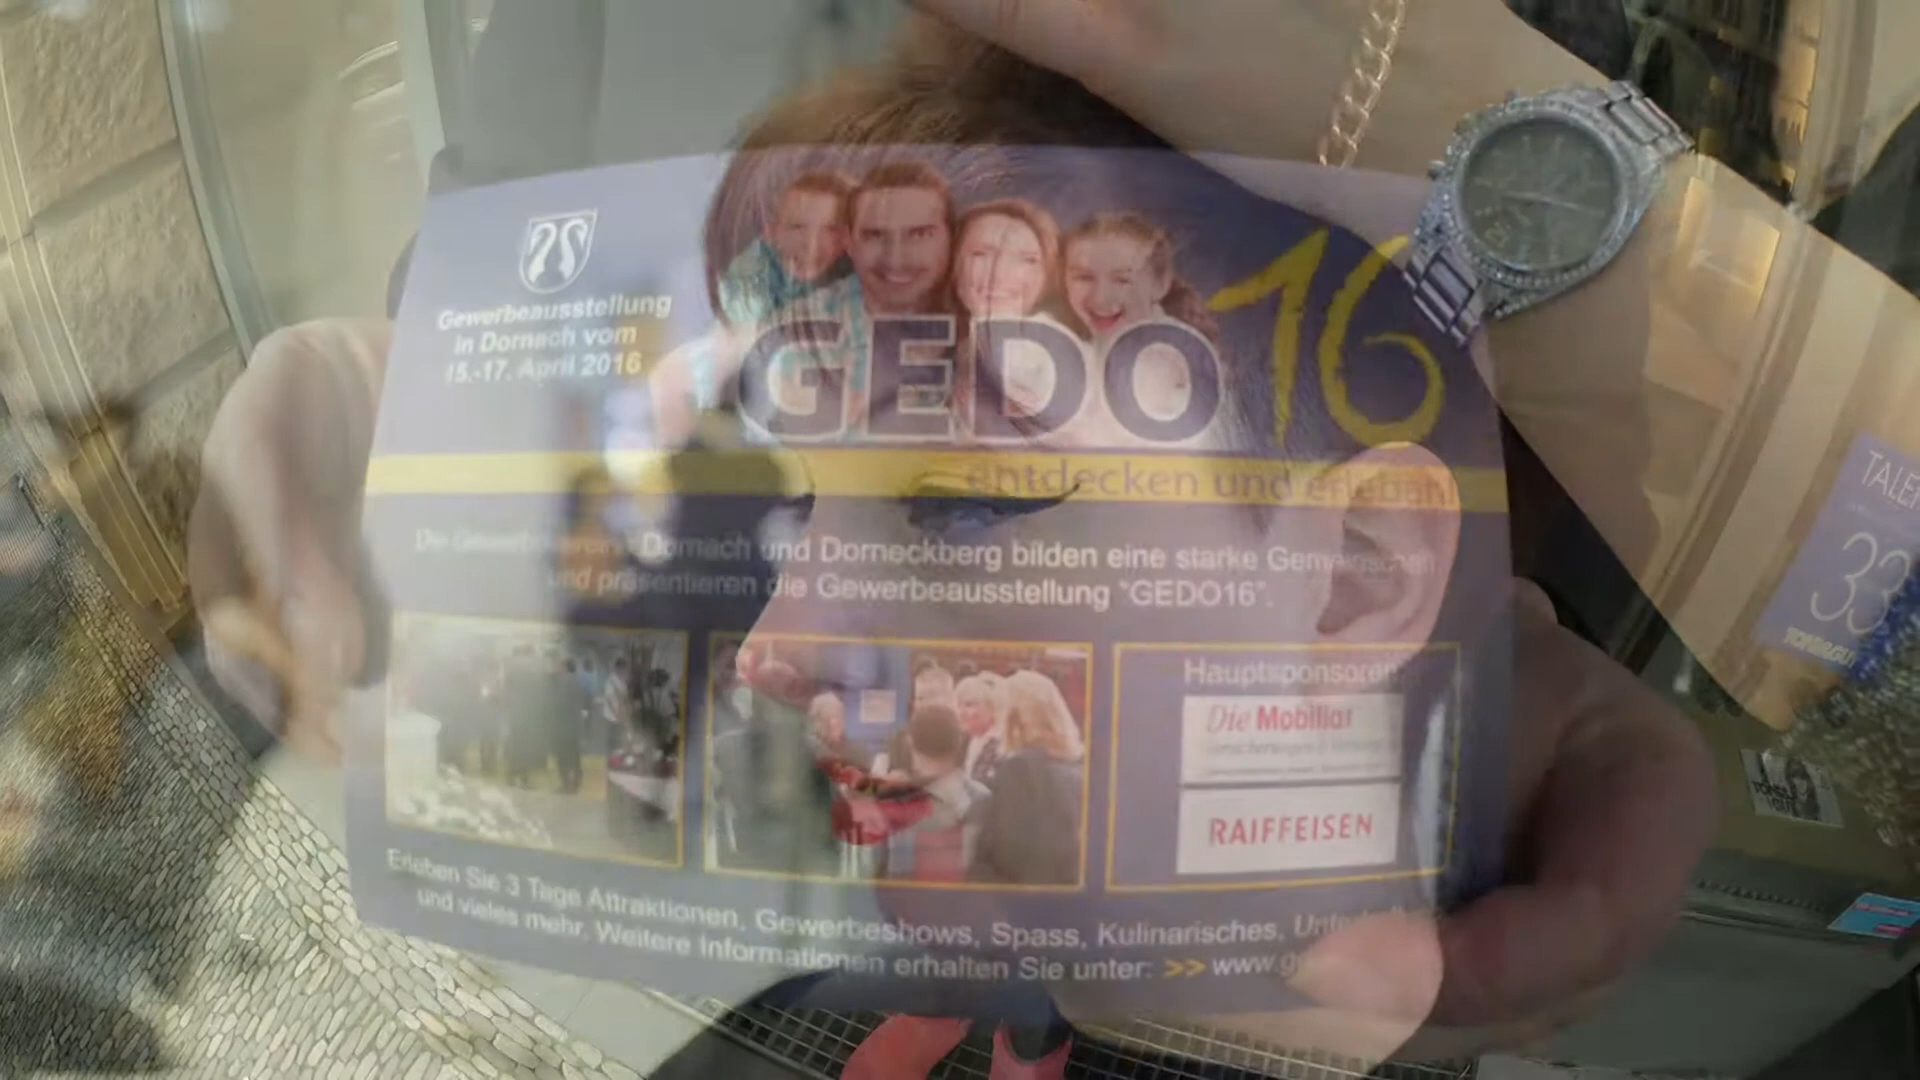 Gewerbeausstellung
in Dornach vom
15.-17. April 2016
GEDO16
entdecken und erleben
Dornach und Dorneckberg bilden eine starke
und präsentieren die Gewerbeausstellung "GEDO16".
Hauptsponsoren
Die Mobiliar
RAIFFEISEN
Erleben Sie 3 Tage Attraktionen, Gewerbeshows, Spass, Kulinarisches,
und vieles mehr. Weitere Informationen erhalten Sie unter: >> www.g
33